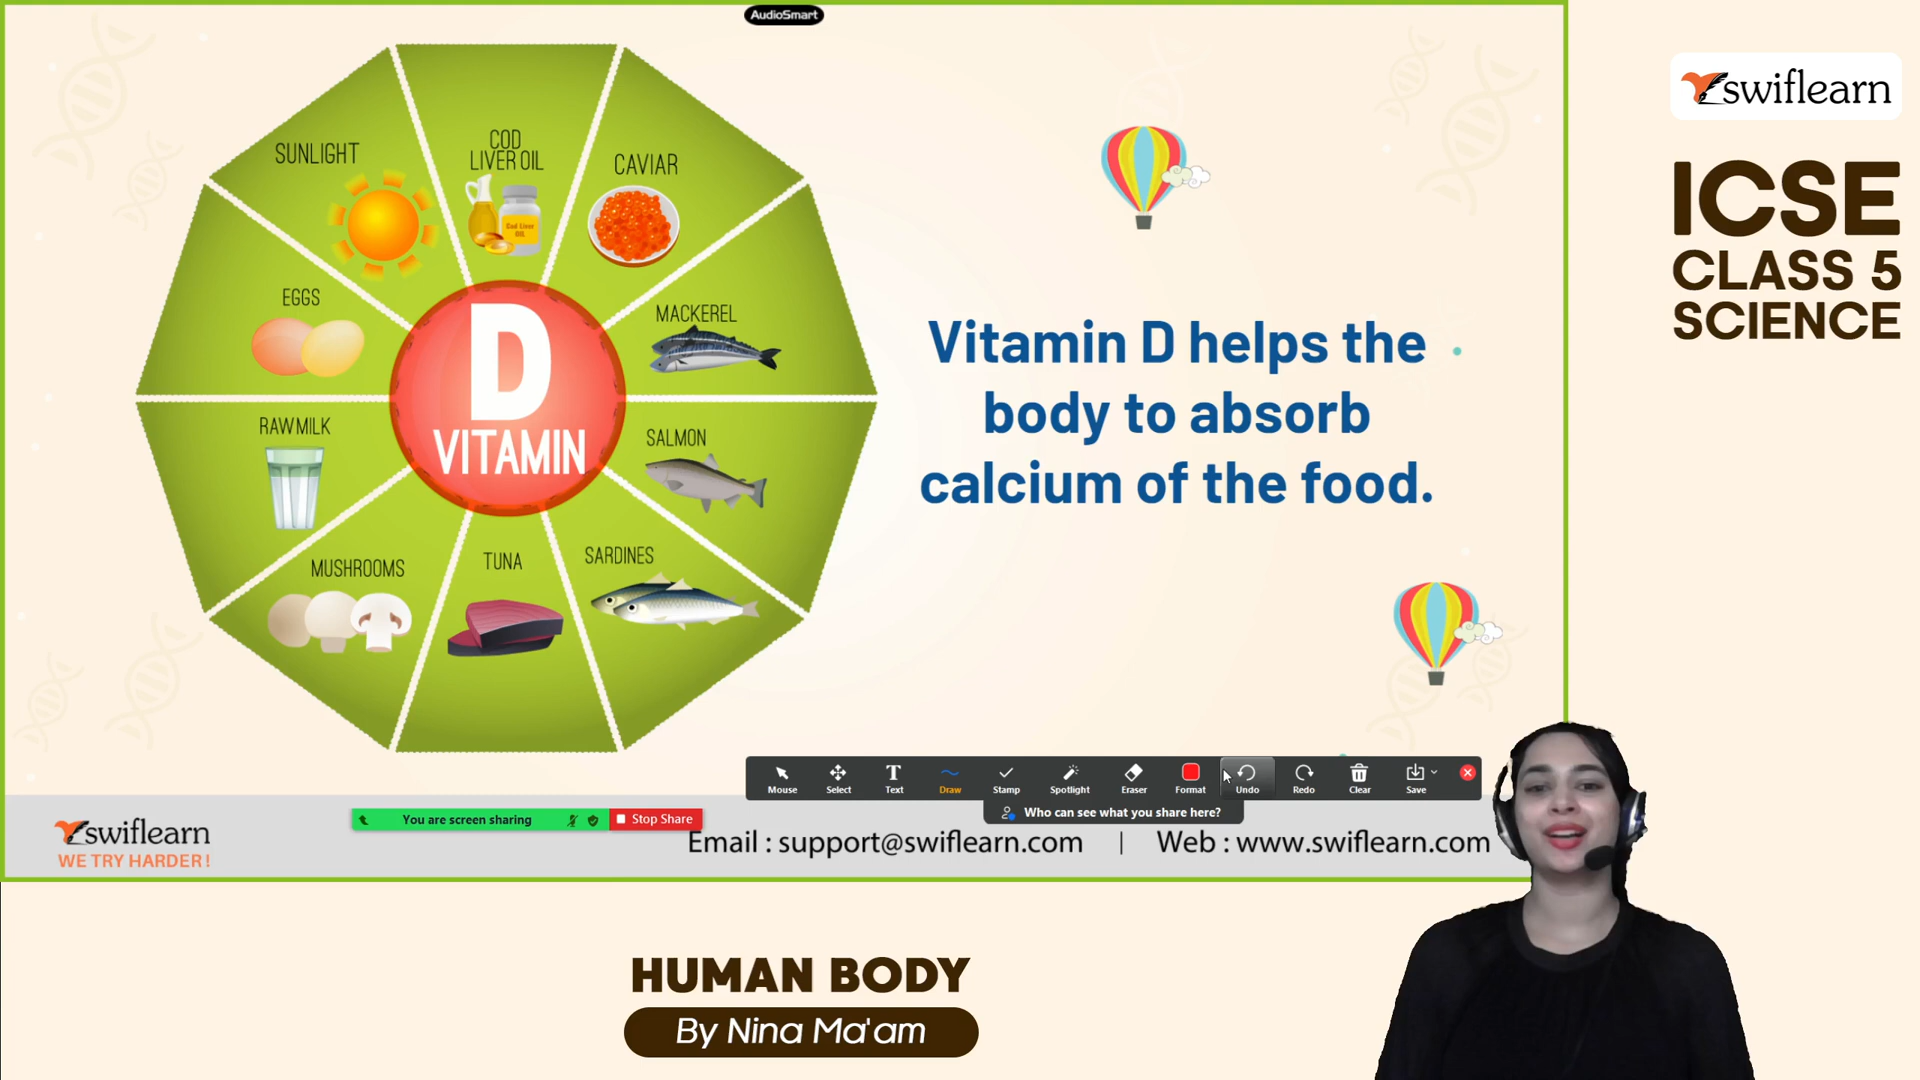 AudioSmart
swiflearn
ICSE
CLASS 5
SCIENCE
SUNLIGHT
COD
LIVER OIL
CAVIAR
Cod Liver
OIL
EGGS
MACKEREL
D
VITAMIN
RAW MILK
SALMON
MUSHROOMS
TUNA
SARDINES
Vitamin D helps the
body to absorb
calcium of the food.
Mouse
Select
Text
Draw
Stamp
Spotlight
Eraser
Format
Undo
Redo
Clear
Save
You are screen sharing
Stop Share
Who can see what you share here?
swiflearn
WE TRY HARDER !
Email : support@swiflearn.com | Web : www.swiflearn.com
HUMAN BODY
By Nina Ma'am